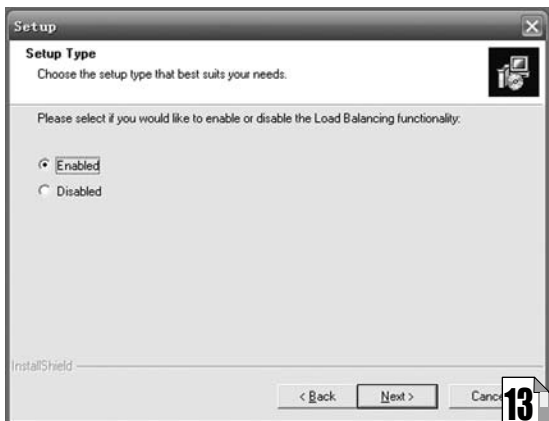 Setup
Setup Type
Choose the setup type that best suits your needs.
Please select if you would like to enable or disable the Load Balancing functionality:
Enabled
Disabled
InstallShield
< Back Next > Cance
13